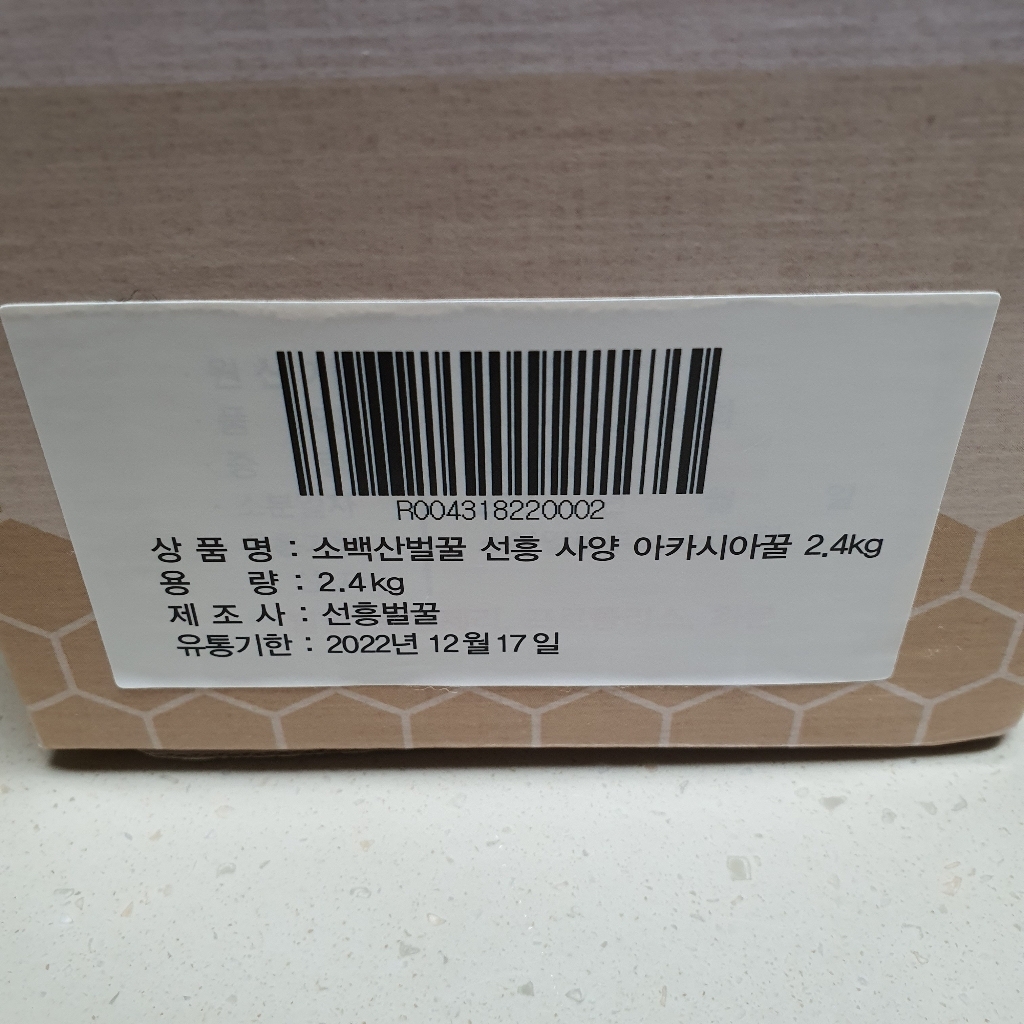 R004318220002
상 품 명 : 소백산벌꿀 선흥 사양 아카시아꿀 2.4kg
용 량 : 2.4kg
제 조 사 : 선흥벌꿀
유통기한 : 2022년 12월 17일